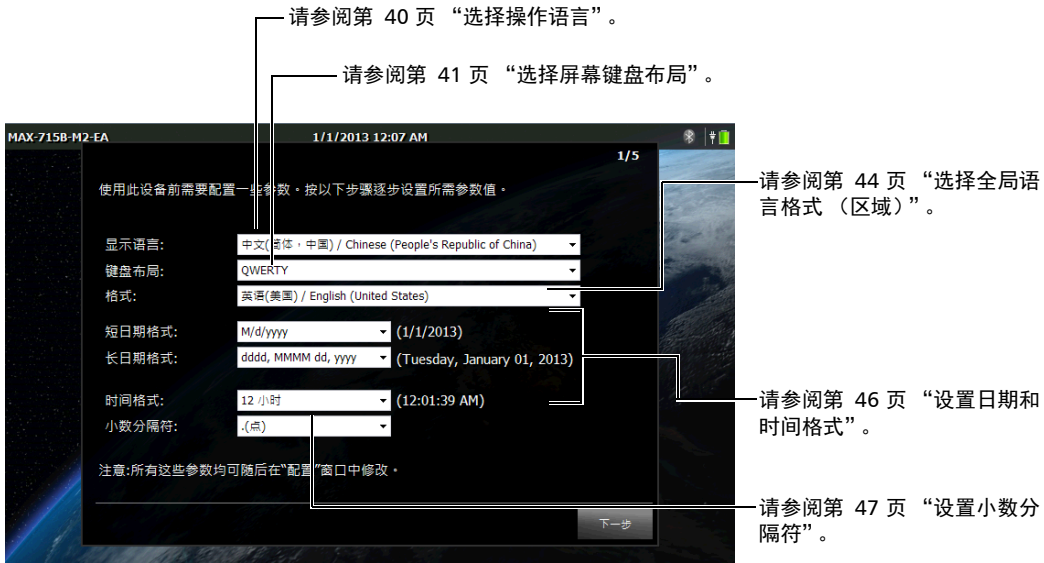 请参阅第 40 页 “选择操作语言”。
请参阅第 41 页 “选择屏幕键盘布局”。
MAX-715B-M2-EA 1/1/2013 12:07 AM
1/5
使用此设备前需要配置一些参数。按以下步骤逐步设置所需参数值。
请参阅第 44 页 “选择全局语
言格式 （区域）”。
显示语言: 中文(简体，中国) / Chinese (People's Republic of China)
键盘布局: QWERTY
格式: 英语(美国) / English (United States)
短日期格式: M/d/yyyy (1/1/2013)
长日期格式: dddd, MMMM dd, yyyy (Tuesday, January 01, 2013)
时间格式: 12 小时 (12:01:39 AM)
请参阅第 46 页 “设置日期和
时间格式”。
小数分隔符: .(点)
注意:所有这些参数均可随后在"配置"窗口中修改。
请参阅第 47 页 “设置小数分
隔符”。
下一步